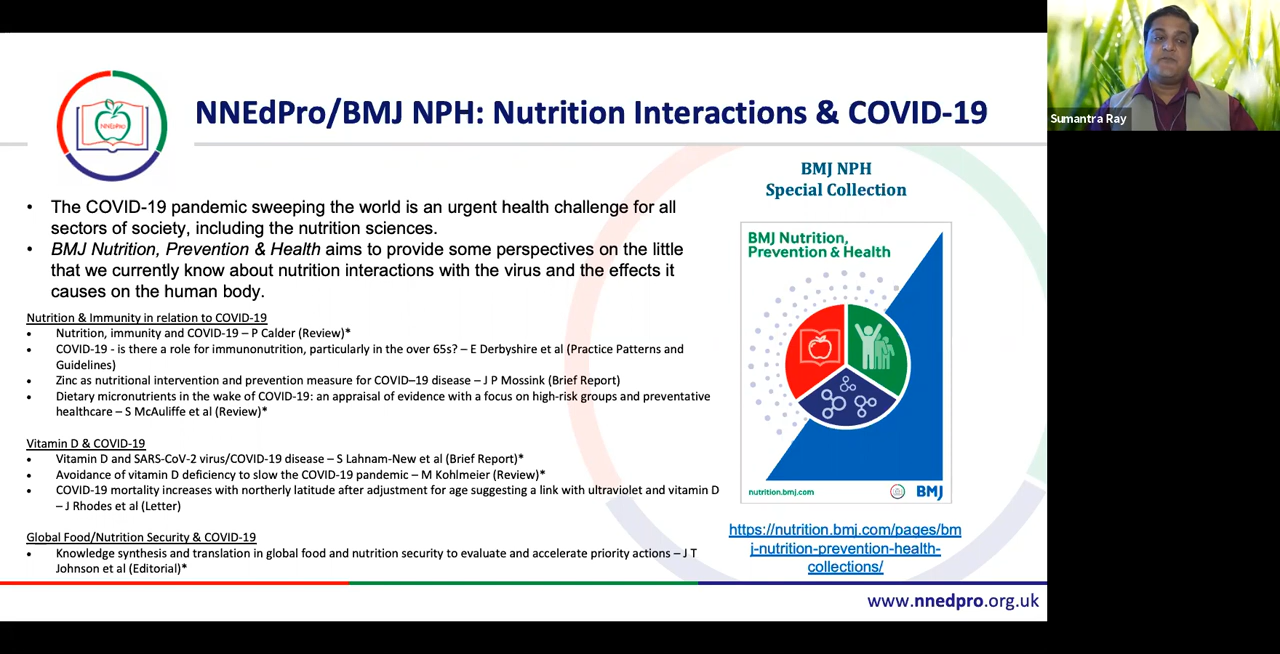 NNEdPro/BMJ NPH: Nutrition Interactions & COVID-19
NNEdPro
Sumantra Ray
• The COVID-19 pandemic sweeping the world is an urgent health challenge for all
sectors of society, including the nutrition sciences.
• BMJ Nutrition, Prevention & Health aims to provide some perspectives on the little
that we currently know about nutrition interactions with the virus and the effects it
causes on the human body.
Nutrition & Immunity in relation to COVID-19
• Nutrition, immunity and COVID-19 – P Calder (Review)*
• COVID-19 - is there a role for immunonutrition, particularly in the over 65s? – E Derbyshire et al (Practice Patterns and
Guidelines)
• Zinc as nutritional intervention and prevention measure for COVID–19 disease – J P Mossink (Brief Report)
• Dietary micronutrients in the wake of COVID-19: an appraisal of evidence with a focus on high-risk groups and preventative
healthcare – S McAuliffe et al (Review)*
Vitamin D & COVID-19
• Vitamin D and SARS-CoV-2 virus/COVID-19 disease – S Lahnam-New et al (Brief Report)*
• Avoidance of vitamin D deficiency to slow the COVID-19 pandemic – M Kohlmeier (Review)*
• COVID-19 mortality increases with northerly latitude after adjustment for age suggesting a link with ultraviolet and vitamin D
– J Rhodes et al (Letter)
Global Food/Nutrition Security & COVID-19
• Knowledge synthesis and translation in global food and nutrition security to evaluate and accelerate priority actions – J T
Johnson et al (Editorial)*
BMJ NPH
Special Collection
BMJ Nutrition,
Prevention & Health
nutrition.bmj.com
BMJ
https://nutrition.bmj.com/pages/bm
j-nutrition-prevention-health-
collections/
www.nnedpro.org.uk